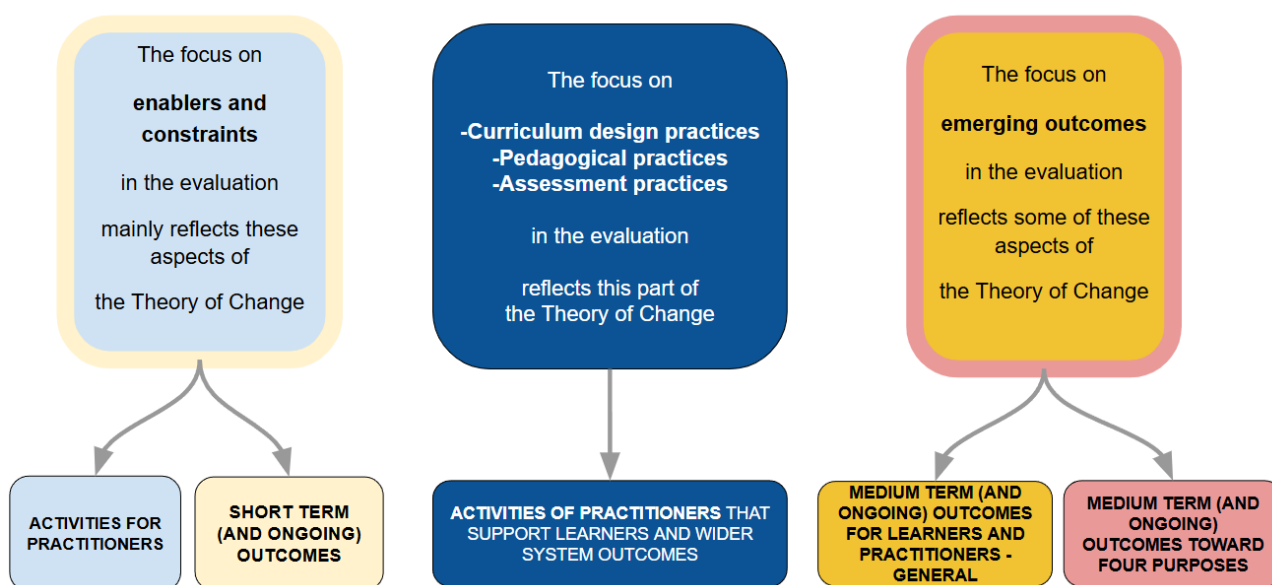 The focus on
enablers and
constraints
in the evaluation
mainly reflects these
aspects of
the Theory of Change
The focus on
-Curriculum design practices
-Pedagogical practices
-Assessment practices
in the evaluation
reflects this part of
the Theory of Change
The focus on
emerging outcomes
in the evaluation
reflects some of these
aspects of
the Theory of Change
ACTIVITIES FOR
PRACTITIONERS
SHORT TERM
(AND ONGOING)
OUTCOMES
ACTIVITIES OF PRACTITIONERS THAT
SUPPORT LEARNERS AND WIDER
SYSTEM OUTCOMES
MEDIUM TERM (AND
ONGOING) OUTCOMES
FOR LEARNERS AND
PRACTITIONERS -
GENERAL
MEDIUM TERM (AND
ONGOING)
OUTCOMES TOWARD
FOUR PURPOSES